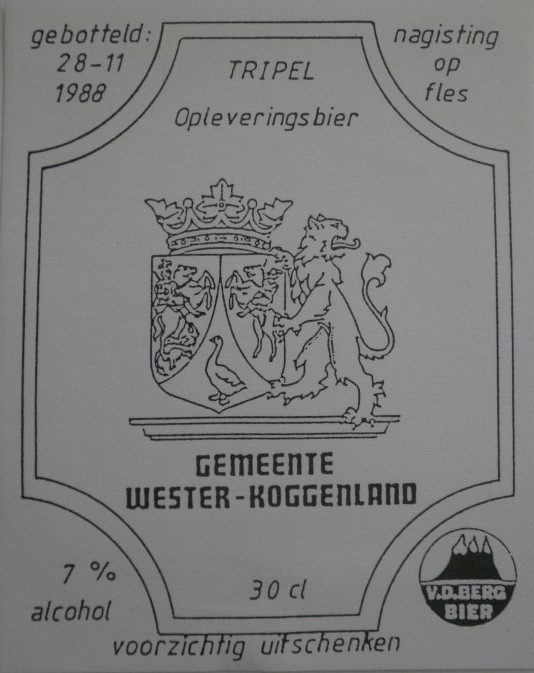 gebotteld:
28-11
1988
nagisting
op
fles
TRIPEL
Opleveringsbier
GEMEENTE
WESTER-KOGGENLAND
7 %
alcohol
30 cl
V.D.BERG
BIER
voorzichtig uitschenken